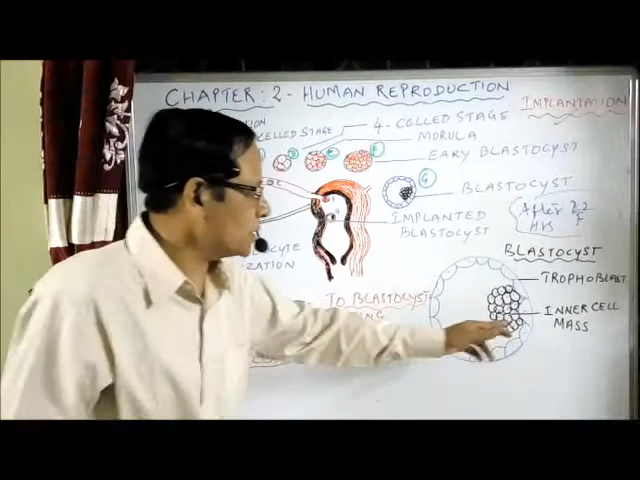 CHAPTER: 2 - HUMAN REPRODUCTION
IMPLANTATION
4-CELLED STAGE
CELLED STAGE
MORULA
EARY BLASTOCYST
BLASTOCYST
G
IMPLANTED
BLASTOCYST
After 22
HRS
BLASTOCYST
TROPHOBLAST
INNER CELL
MASS
TO BLASTOCYST